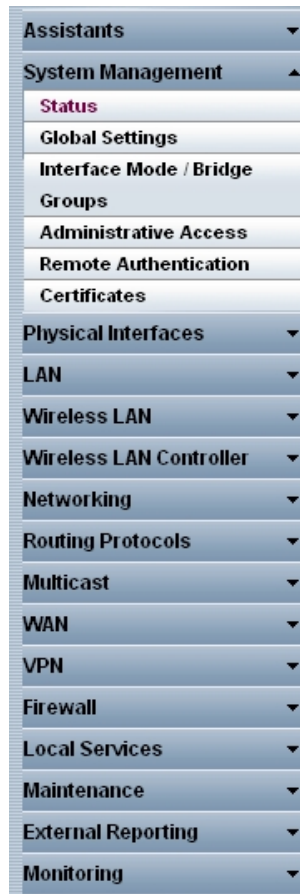 Assistants
System Management
Status
Global Settings
Interface Mode / Bridge
Groups
Administrative Access
Remote Authentication
Certificates
Physical Interfaces
LAN
Wireless LAN
Wireless LAN Controller
Networking
Routing Protocols
Multicast
WAN
VPN
Firewall
Local Services
Maintenance
External Reporting
Monitoring